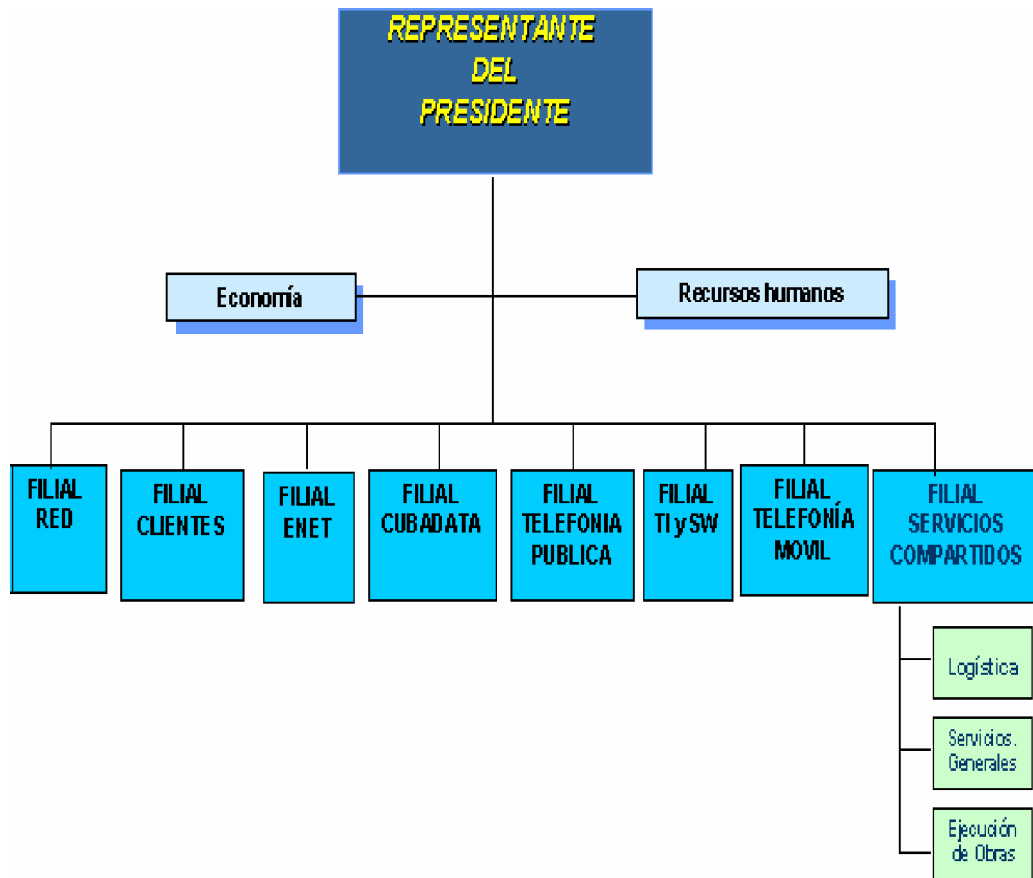 REPRESENTANTE
DEL
PRESIDENTE
Economía
Recursos humanos
FILIAL
RED
FILIAL
CLIENTES
FILIAL
ENET
FILIAL
CUBADATA
FILIAL
TELEFONIA
PUBLICA
FILIAL
TI y SW
FILIAL
TELEFONÍA
MOVIL
FILIAL
SERVICIOS
COMPARTIDOS
Logística
Servicios.
Generales
Ejecución
de Obras